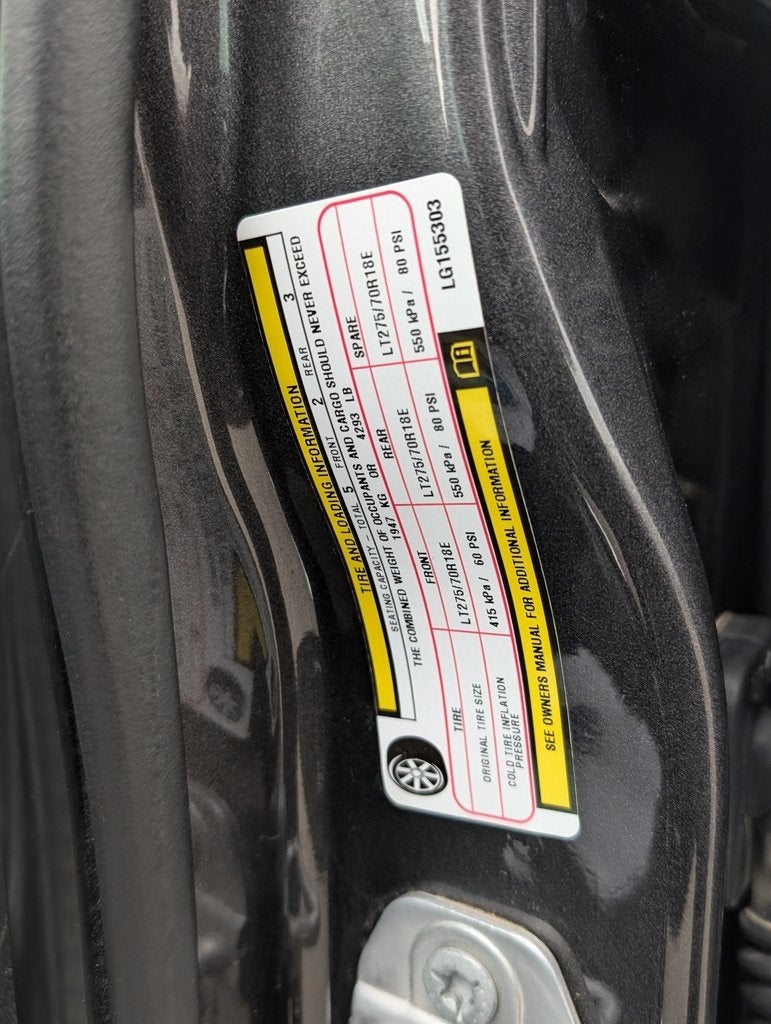 TIRE AND LOADING INFORMATION
SEATING CAPACITY - TOTAL 5 FRONT 2 REAR 3
THE COMBINED WEIGHT OF OCCUPANTS AND CARGO SHOULD NEVER EXCEED
1947 KG OR 4293 LB
TIRE FRONT REAR SPARE
ORIGINAL TIRE SIZE LT275/70R18E LT275/70R18E LT275/70R18E
COLD TIRE INFLATION PRESSURE 415 kPa / 60 PSI 550 kPa / 80 PSI 550 kPa / 80 PSI
SEE OWNERS MANUAL FOR ADDITIONAL INFORMATION
LG155303